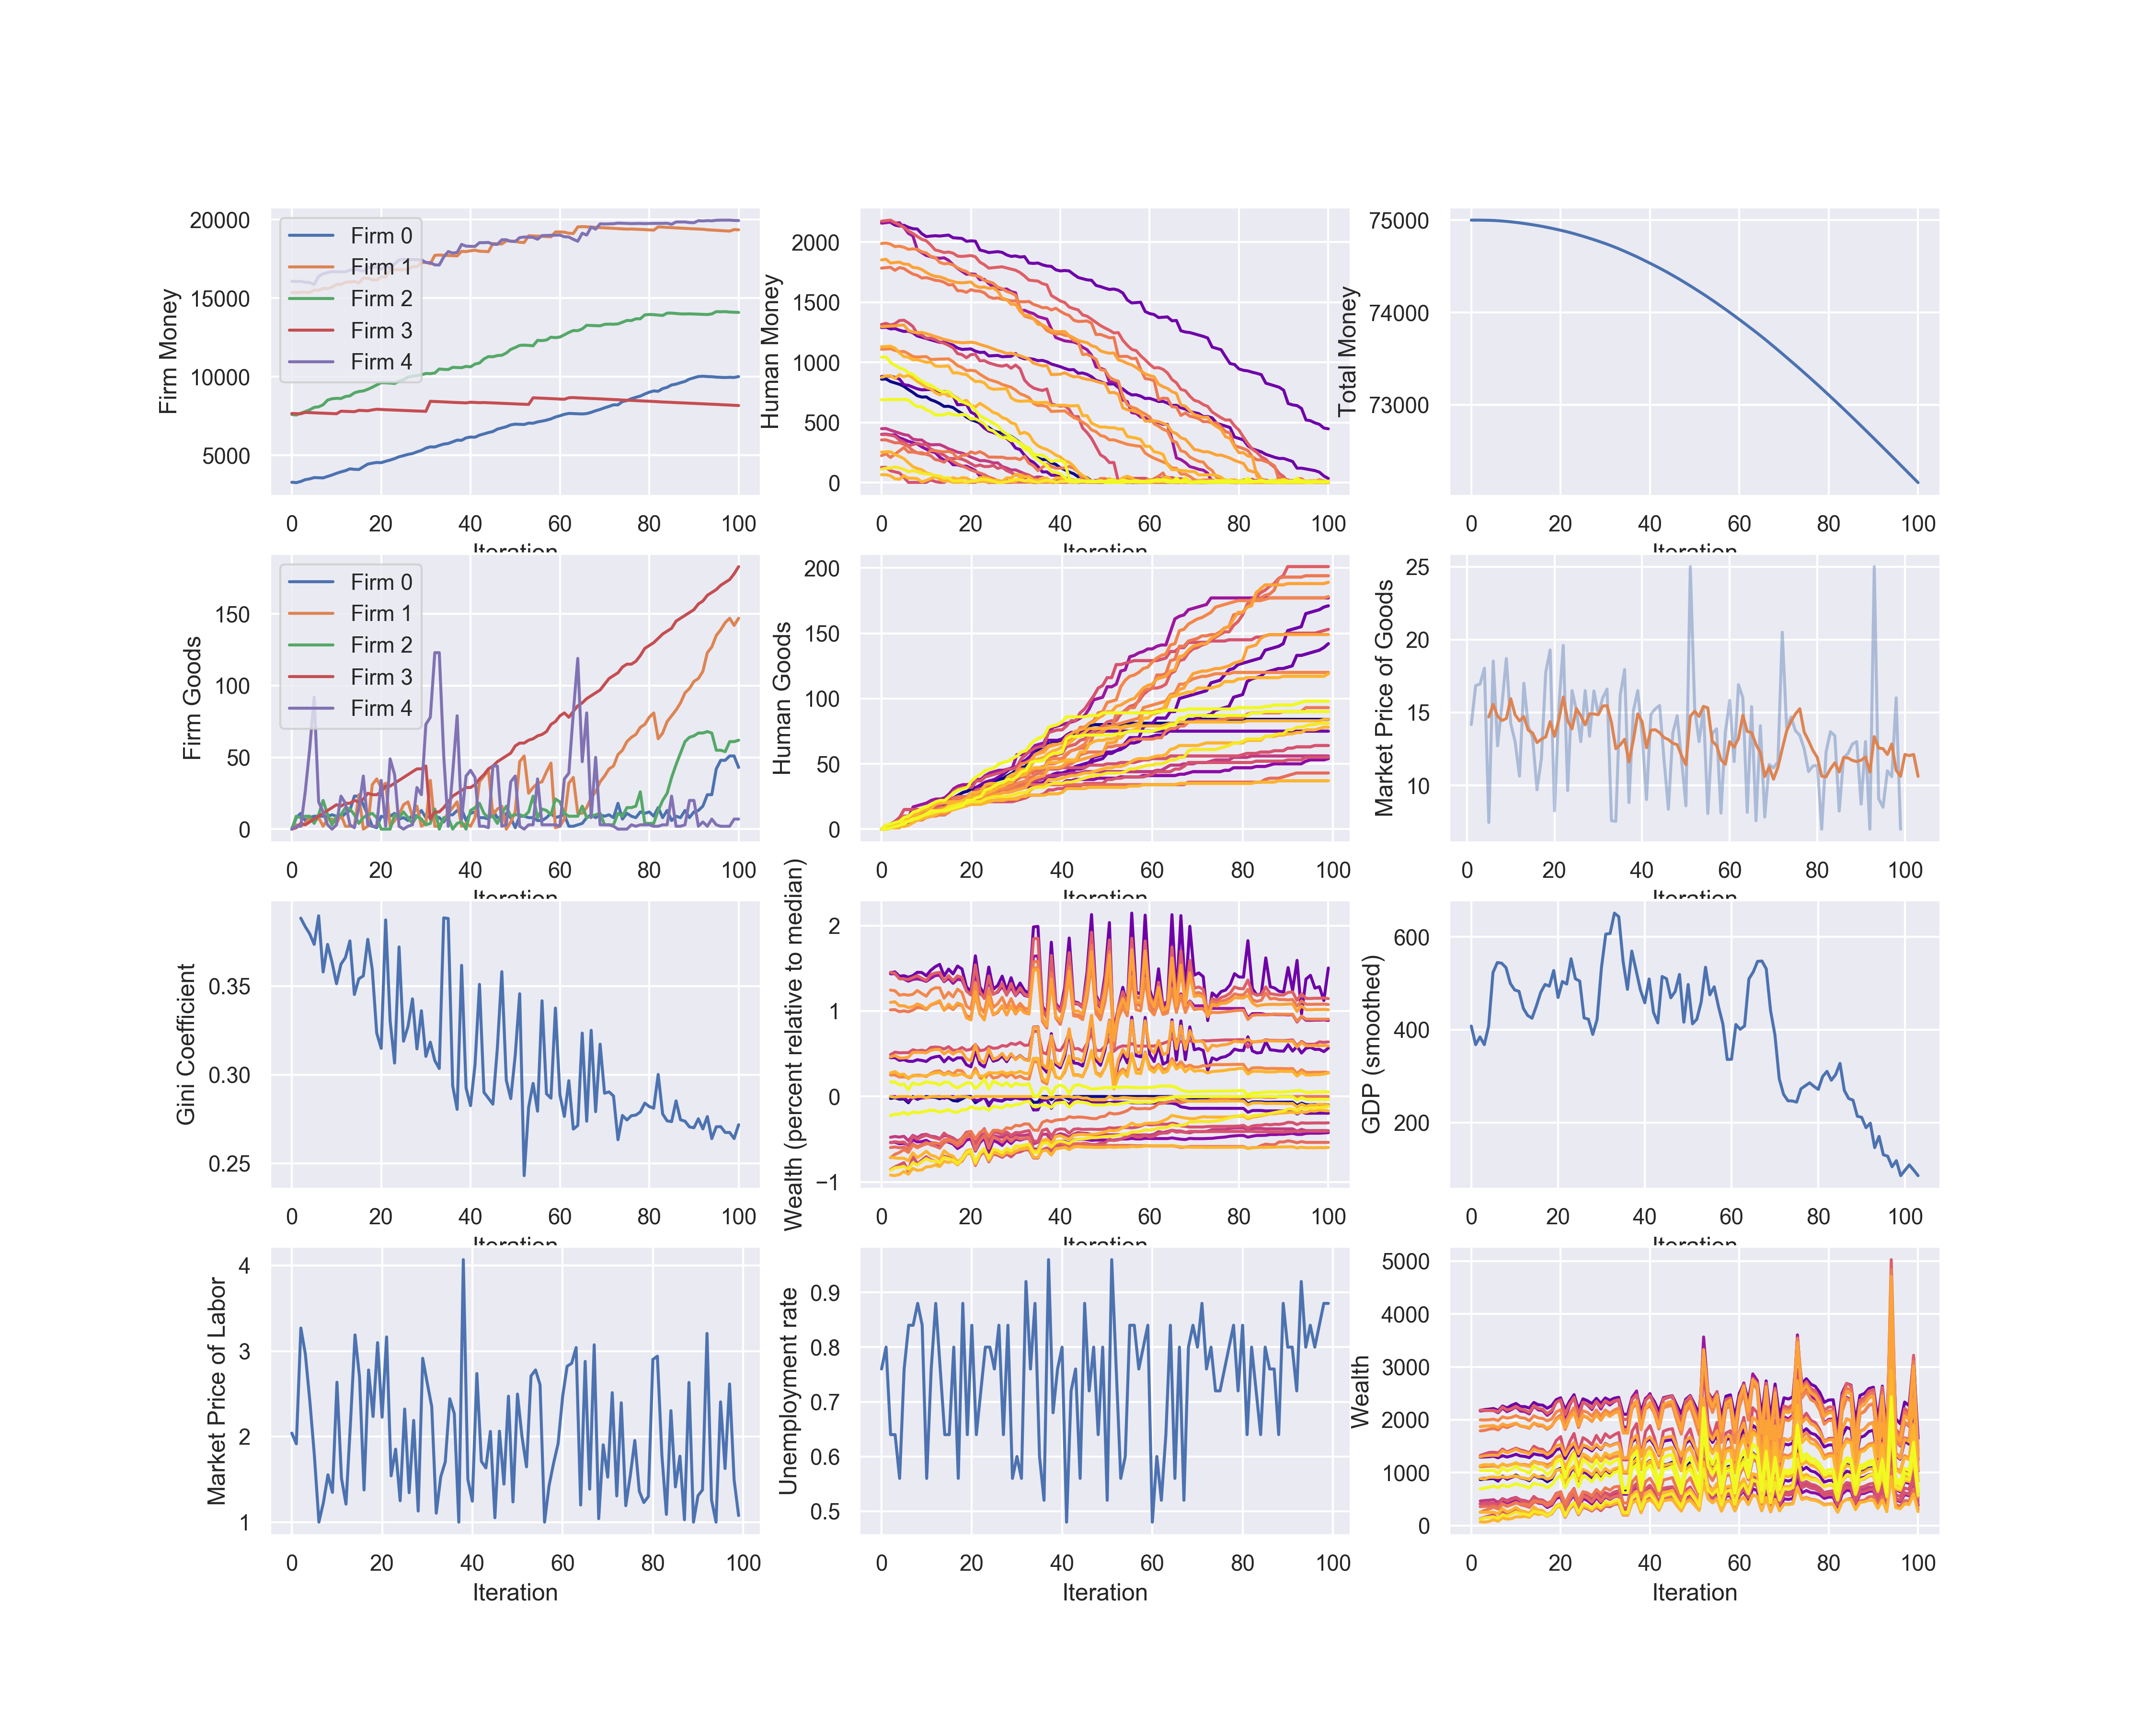 Firm Money
20000
15000
10000
5000
Firm 0
Firm 1
Firm 2
Firm 3
Firm 4
0 20 40 60 80 100
Iteration
Human Money
2000
1500
1000
500
0
0 20 40 60 80 100
Iteration
Total Money
75000
74000
73000
0 20 40 60 80 100
Iteration
Firm Goods
150
100
50
0
Firm 0
Firm 1
Firm 2
Firm 3
Firm 4
0 20 40 60 80 100
Iteration
Human Goods
200
150
100
50
0
0 20 40 60 80 100
Iteration
Market Price of Goods
25
20
15
10
0 20 40 60 80 100
Iteration
Gini Coefficient
0.35
0.30
0.25
0 20 40 60 80 100
Iteration
Wealth (percent relative to median)
2
1
0
−1
0 20 40 60 80 100
Iteration
GDP (smoothed)
600
400
200
0 20 40 60 80 100
Iteration
Market Price of Labor
4
3
2
1
0 20 40 60 80 100
Iteration
Unemployment rate
0.9
0.8
0.7
0.6
0.5
0 20 40 60 80 100
Iteration
Wealth
5000
4000
3000
2000
1000
0
0 20 40 60 80 100
Iteration